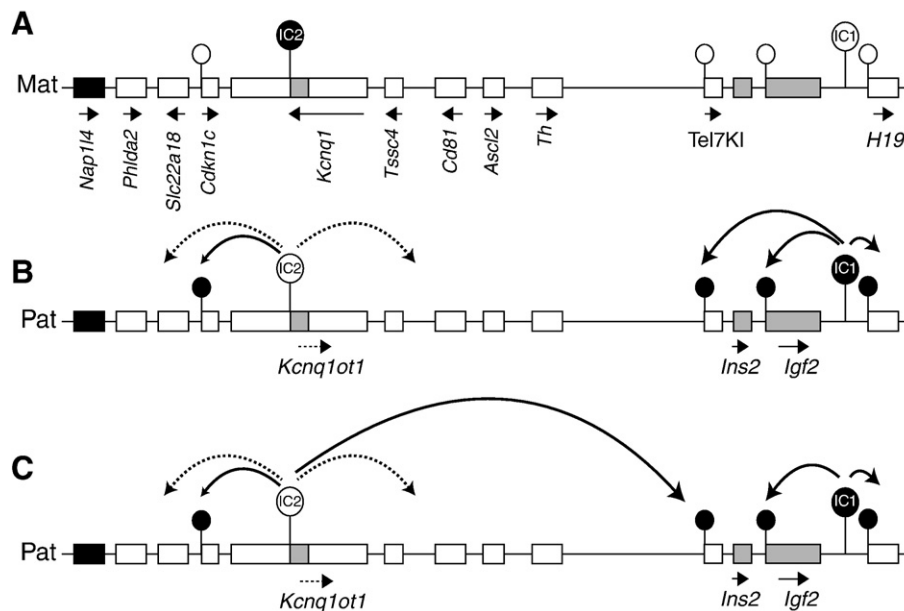 A
IC2
IC1
Mat
Nap1l4
Phlda2
Slc22a18
Cdkn1c
Kcnq1
Tssc4
Cd81
Ascl2
Th
Tel7KI
H19
B
IC2
IC1
Pat
Kcnq1ot1
Ins2
Igf2
C
IC2
IC1
Pat
Kcnq1ot1
Ins2
Igf2